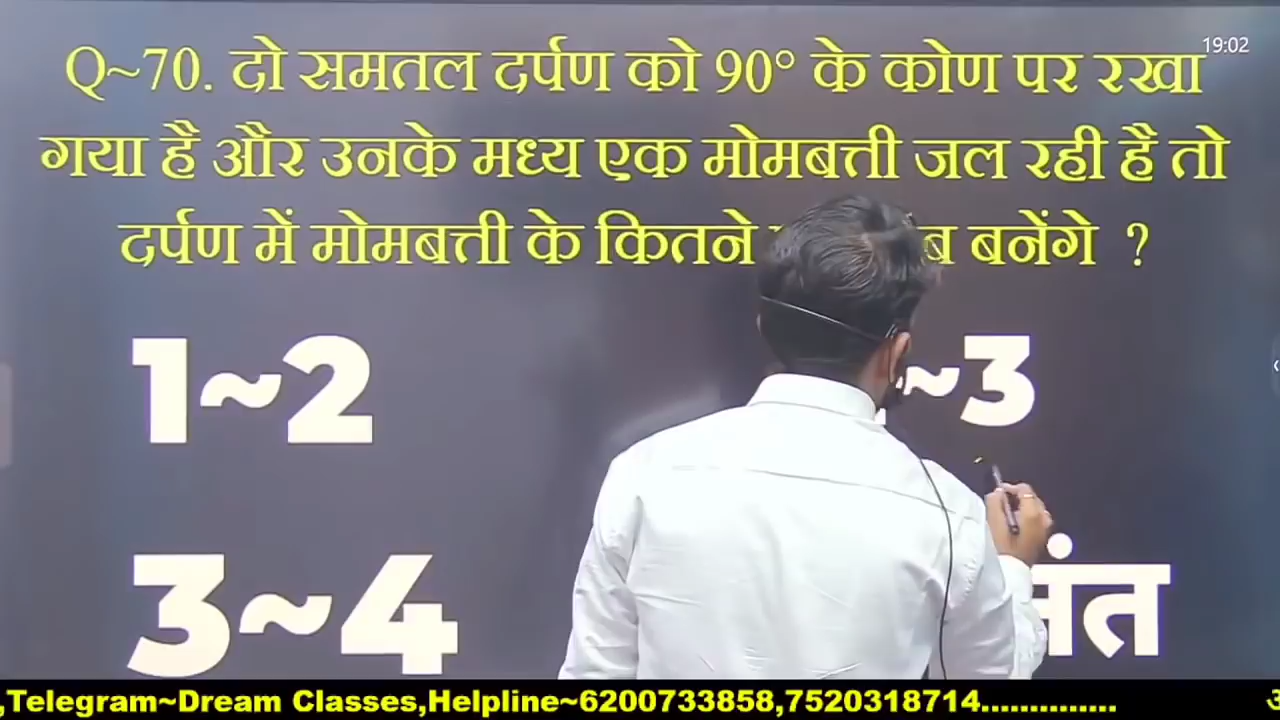 19:02
Q~70. दो समतल दर्पण को 90° के कोण पर रखा
गया है और उनके मध्य एक मोमबत्ती जल रही है तो
दर्पण में मोमबत्ती के कितने बनेंगे ?
1~2
~3
3~4
,Telegram~Dream Classes,Helpline~6200733858,7520318714..............